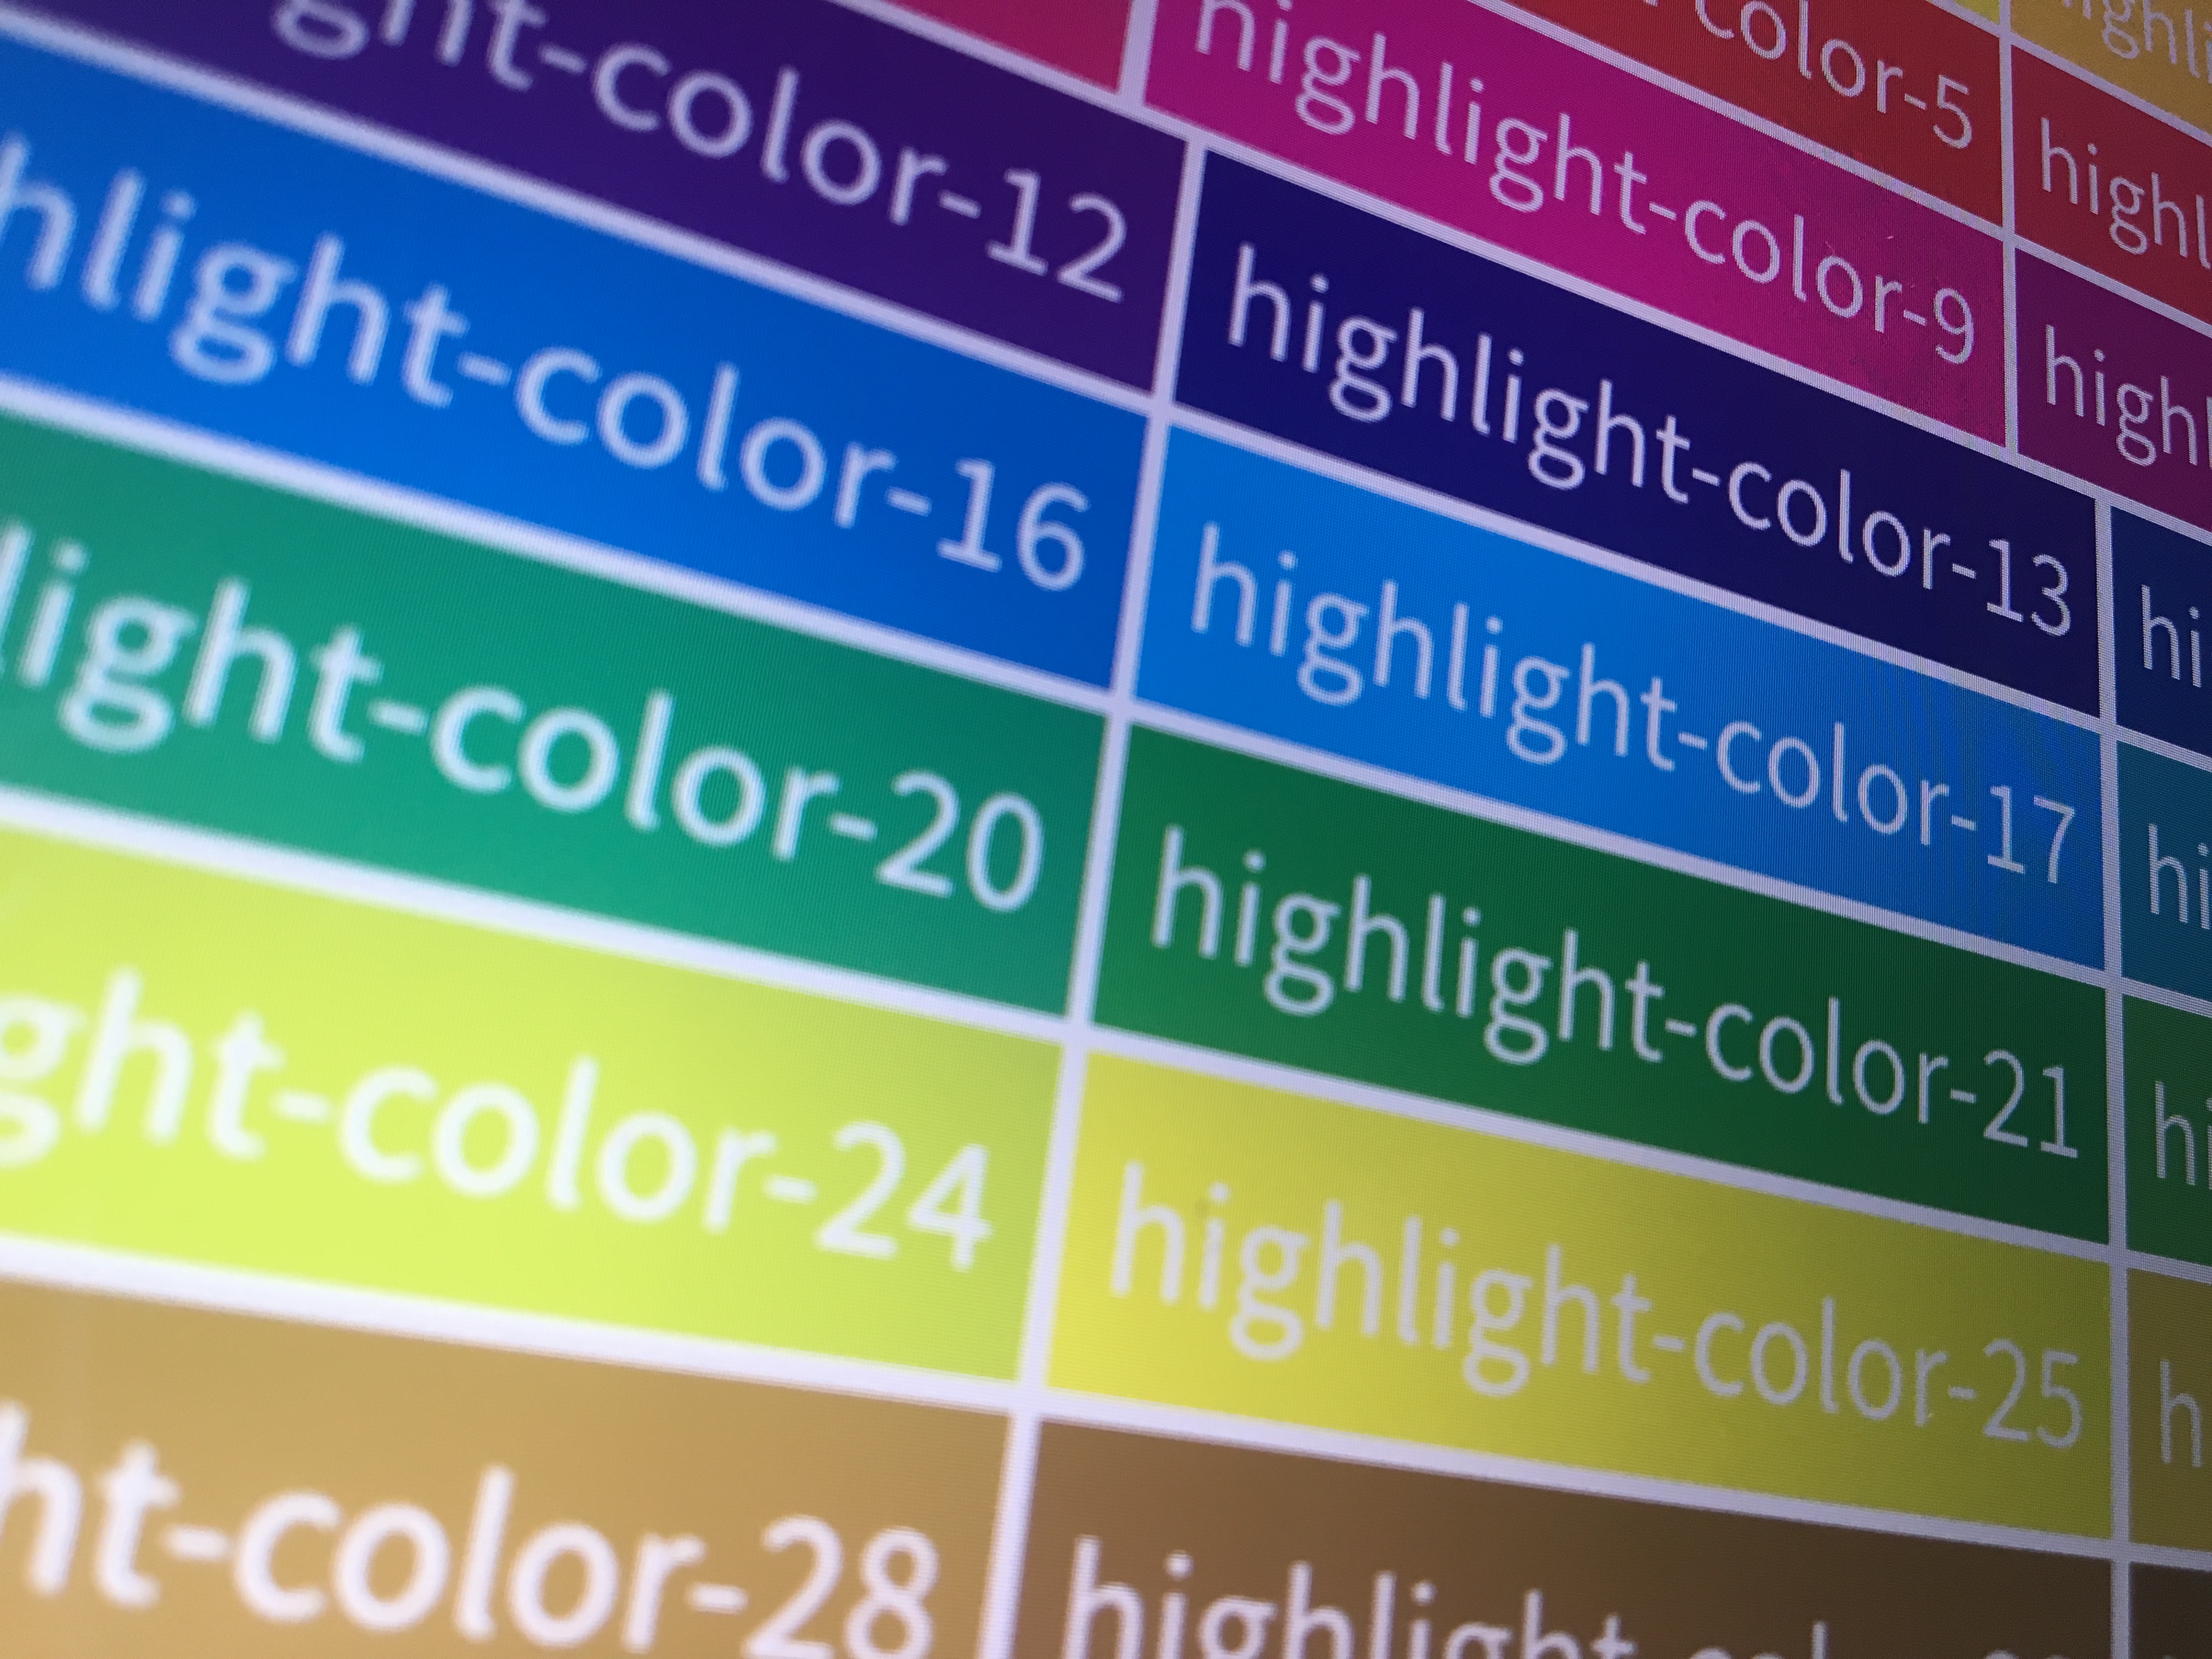 color-5 highl
ght-color-12 highlight-color-9 highl
hlight-color-16 highlight-color-13 hi
light-color-20 highlight-color-17 hi
ght-color-24 highlight-color-21 hi
ht-color-28 highlight-color-25 h
highlight-color